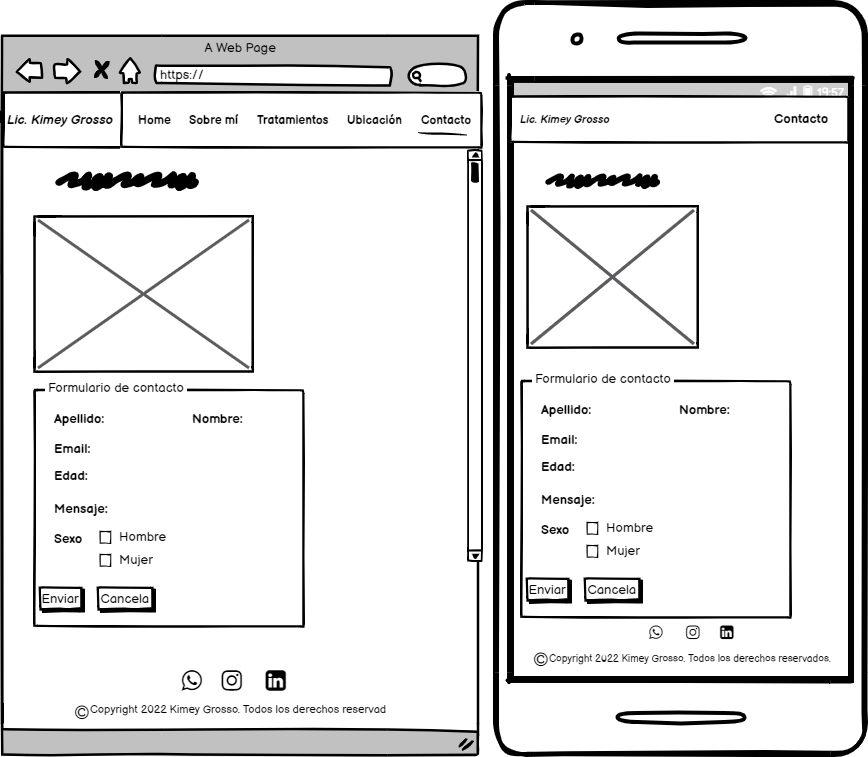 A Web Page
https://
Lic. Kimey Grosso Home Sobre mí Tratamientos Ubicación Contacto
Formulario de contacto
Apellido: Nombre:
Email:
Edad:
Mensaje:
Sexo Hombre
Mujer
Enviar Cancela
© Copyright 2022 Kimey Grosso. Todos los derechos reservad
19:57
Lic. Kimey Grosso Contacto
Formulario de contacto
Apellido: Nombre:
Email:
Edad:
Mensaje:
Sexo Hombre
Mujer
Enviar Cancela
© Copyright 2022 Kimey Grosso. Todos los derechos reservados.